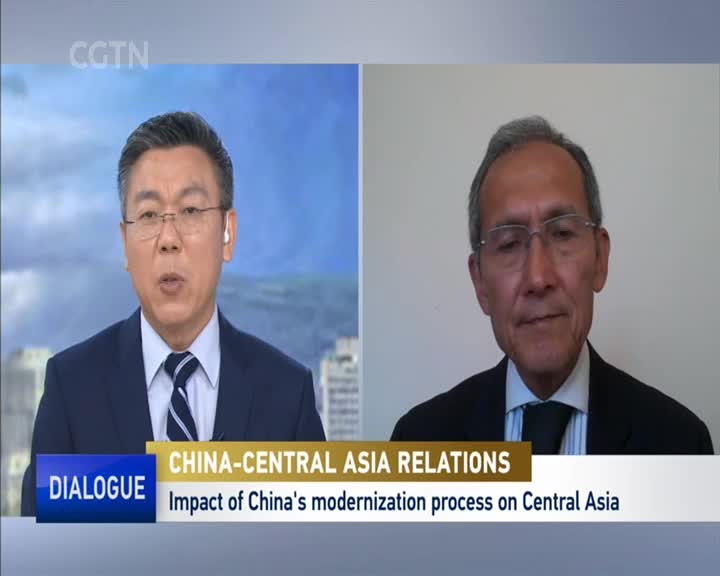 CGTN
CHINA-CENTRAL ASIA RELATIONS
DIALOGUE
Impact of China's modernization process on Central Asia